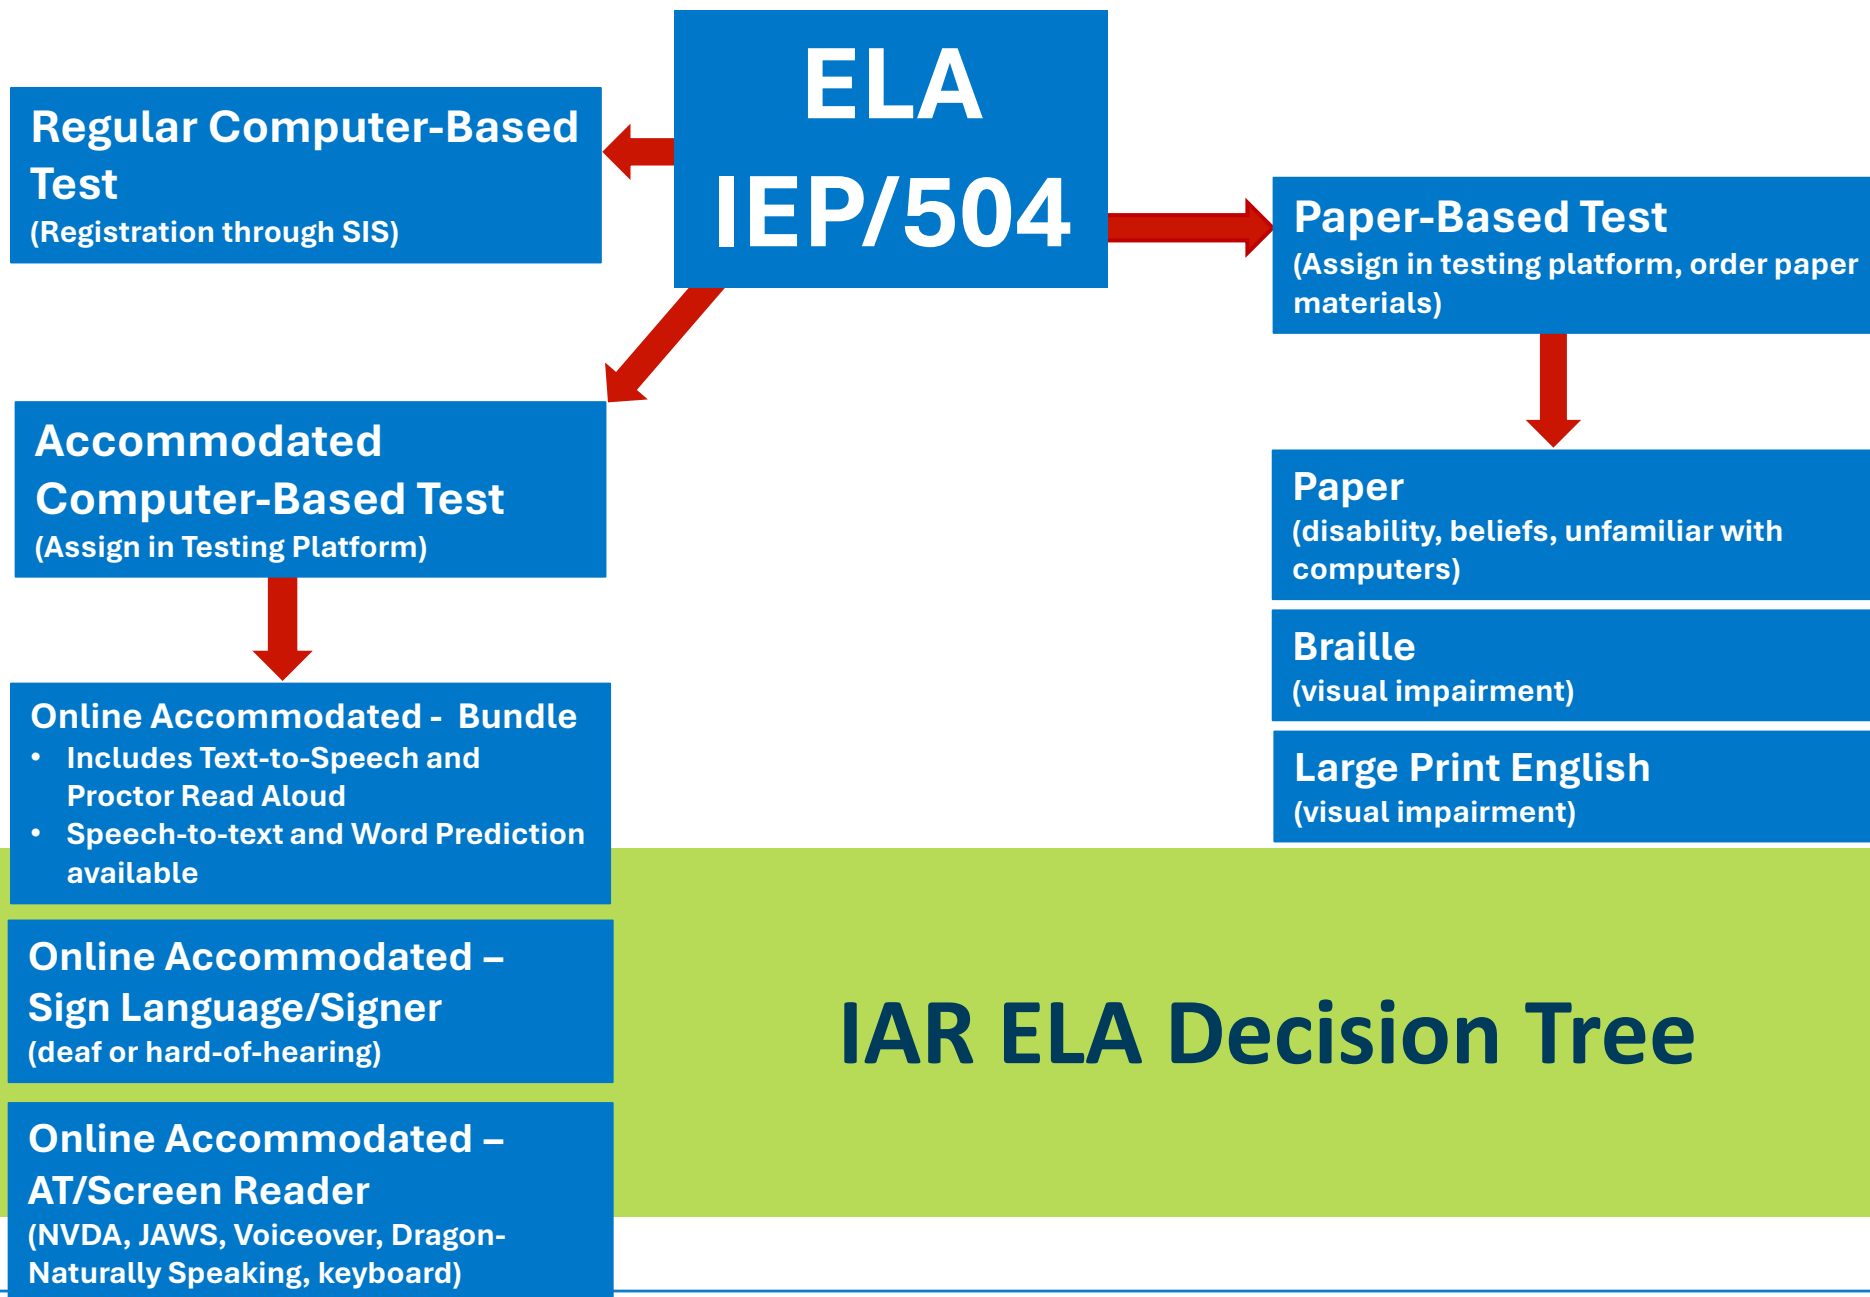 ELA
IEP/504
Regular Computer-Based
Test
(Registration through SIS)
Paper-Based Test
(Assign in testing platform, order paper
materials)
Accommodated
Computer-Based Test
(Assign in Testing Platform)
Paper
(disability, beliefs, unfamiliar with
computers)
Braille
(visual impairment)
Large Print English
(visual impairment)
Online Accommodated - Bundle
• Includes Text-to-Speech and
Proctor Read Aloud
• Speech-to-text and Word Prediction
available
Online Accommodated –
Sign Language/Signer
(deaf or hard-of-hearing)
Online Accommodated –
AT/Screen Reader
(NVDA, JAWS, Voiceover, Dragon-
Naturally Speaking, keyboard)
IAR ELA Decision Tree